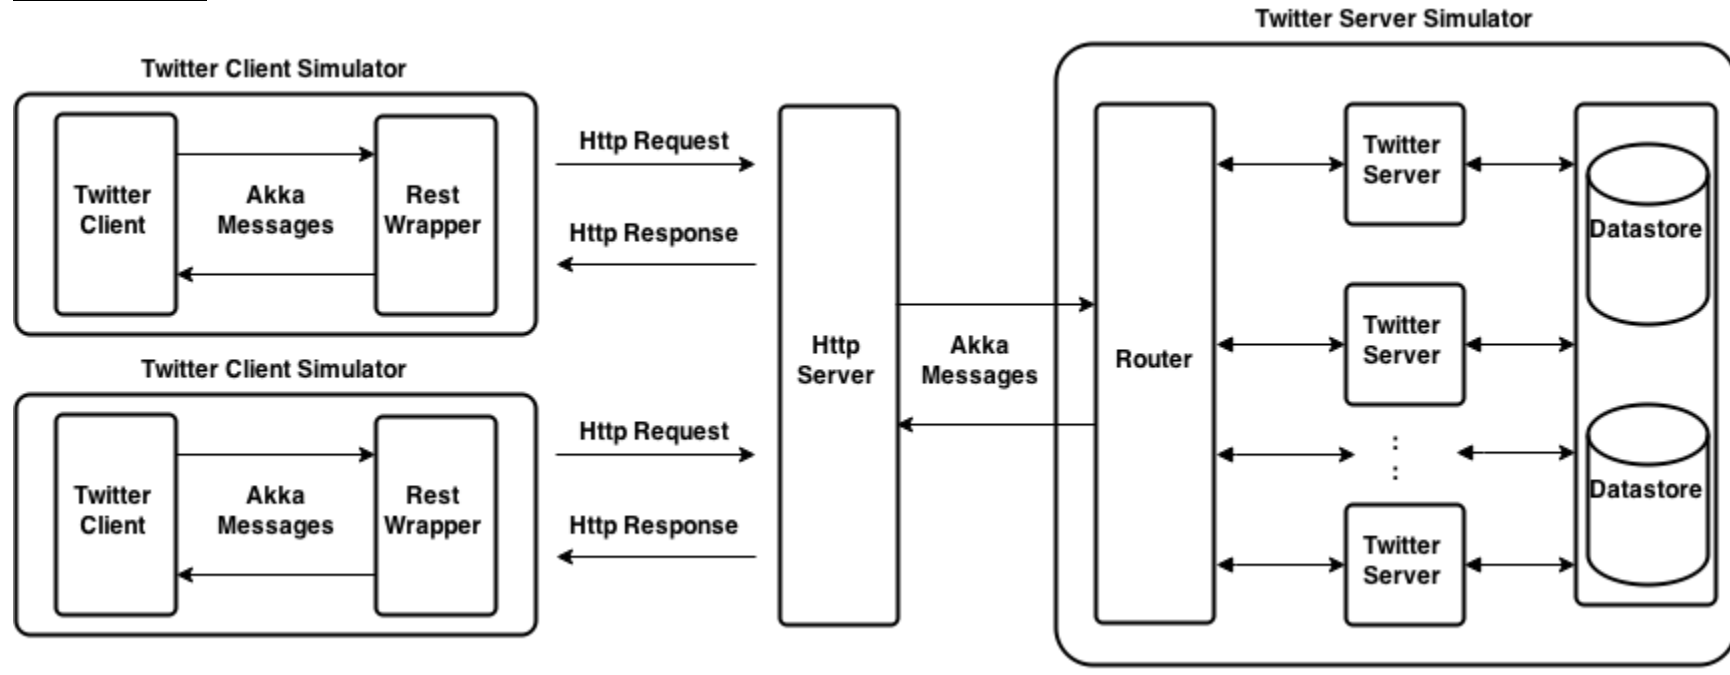 Twitter Server Simulator
Twitter Client Simulator
Twitter
Client
Akka
Messages
Rest
Wrapper
Http Request
Http Response
Twitter Client Simulator
Twitter
Client
Akka
Messages
Rest
Wrapper
Http Request
Http Response
Http
Server
Akka
Messages
Router
Twitter
Server
Twitter
Server
:
:
Twitter
Server
Datastore
Datastore